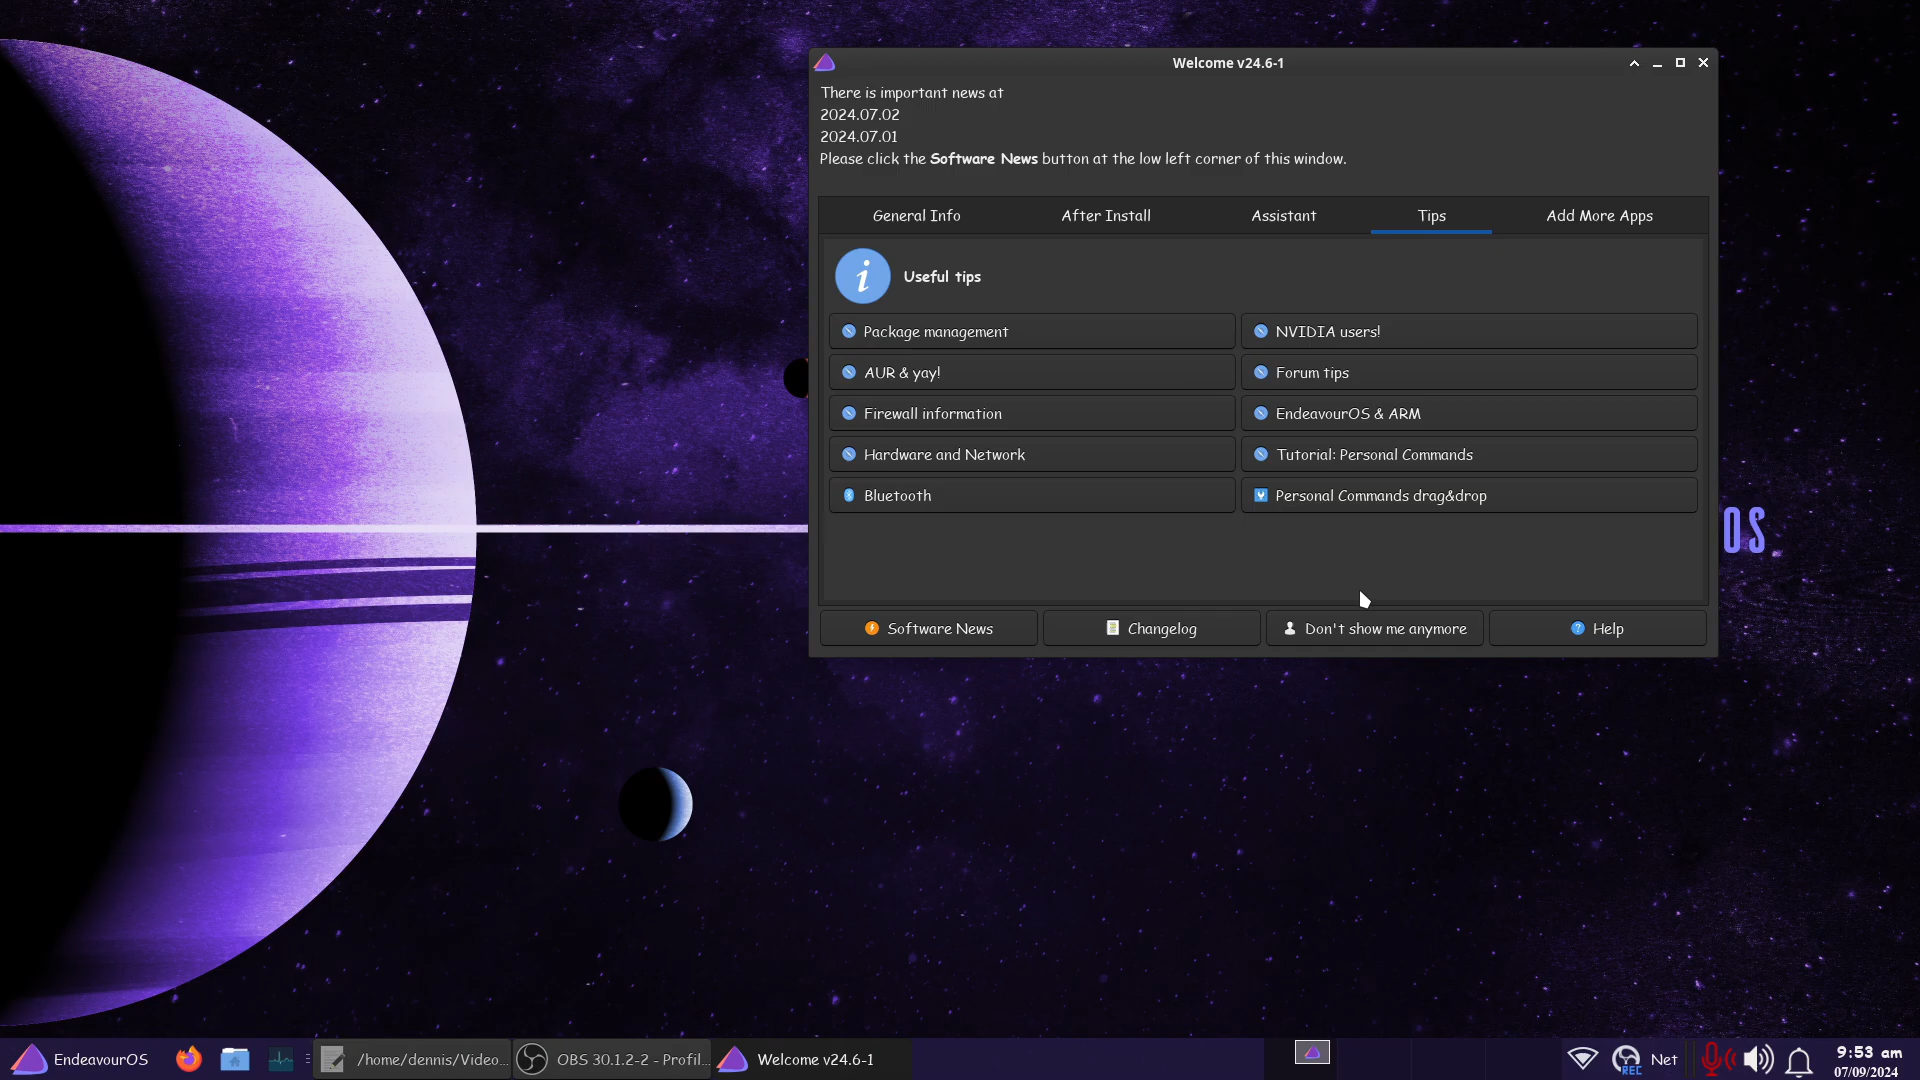 Welcome v24.6-1
There is important news at
2024.07.02
2024.07.01
Please click the Software News button at the low left corner of this window.
General Info After Install Assistant Tips Add More Apps
i Useful tips
Package management NVIDIA users!
AUR & yay! Forum tips
Firewall information EndeavourOS & ARM
Hardware and Network Tutorial: Personal Commands
Bluetooth Personal Commands drag&drop
OS
Software News Changelog Don't show me anymore ? Help
EndeavourOS /home/dennis/Video... OBS 30.1.2-2 - Profil... Welcome v24.6-1 REC Net 9:53 am
07/09/2024